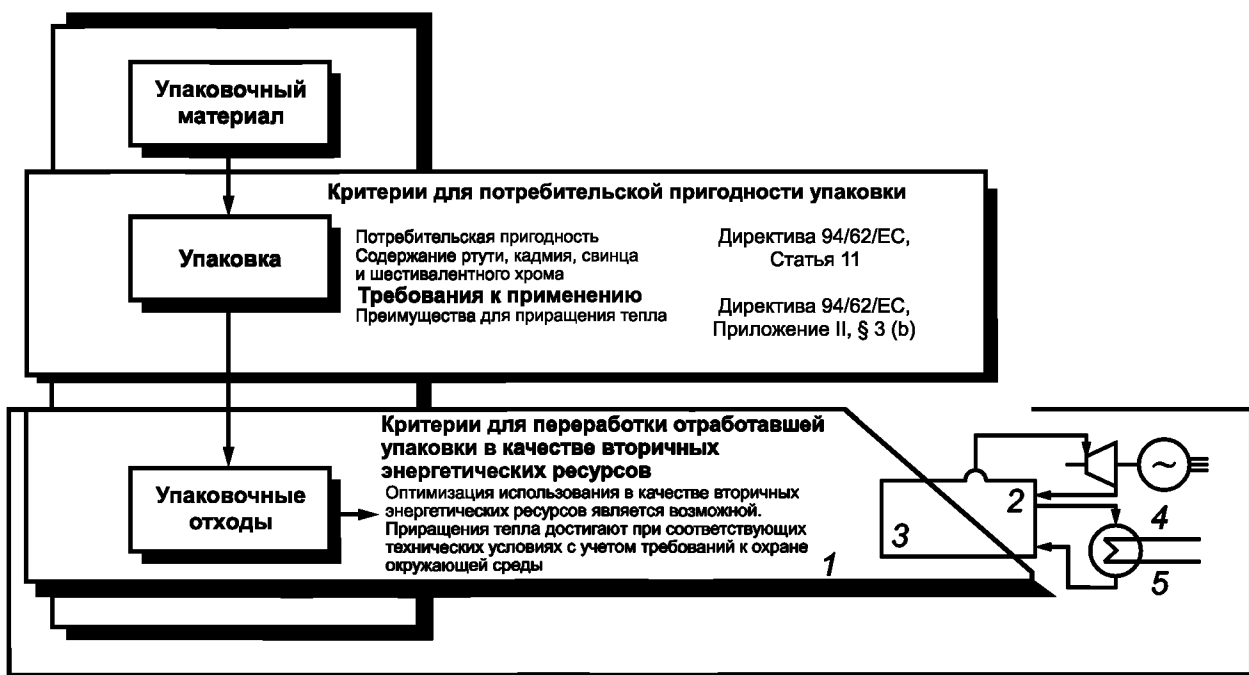 Упаковочный
материал
Критерии для потребительской пригодности упаковки
Упаковка
Потребительская пригодность
Содержание ртути, кадмия, свинца
и шестивалентного хрома
Директива 94/62/ЕС,
Статья 11
Требования к применению
Преимущества для приращения тепла
Директива 94/62/ЕС,
Приложение II, § 3 (b)
Критерии для переработки отработавшей
упаковки в качестве вторичных
энергетических ресурсов
Упаковочные
отходы
Оптимизация использования в качестве вторичных
энергетических ресурсов является возможной.
Приращения тепла достигают при соответствующих
технических условиях с учетом требований к охране
окружающей среды
1
2
3
~
4
5